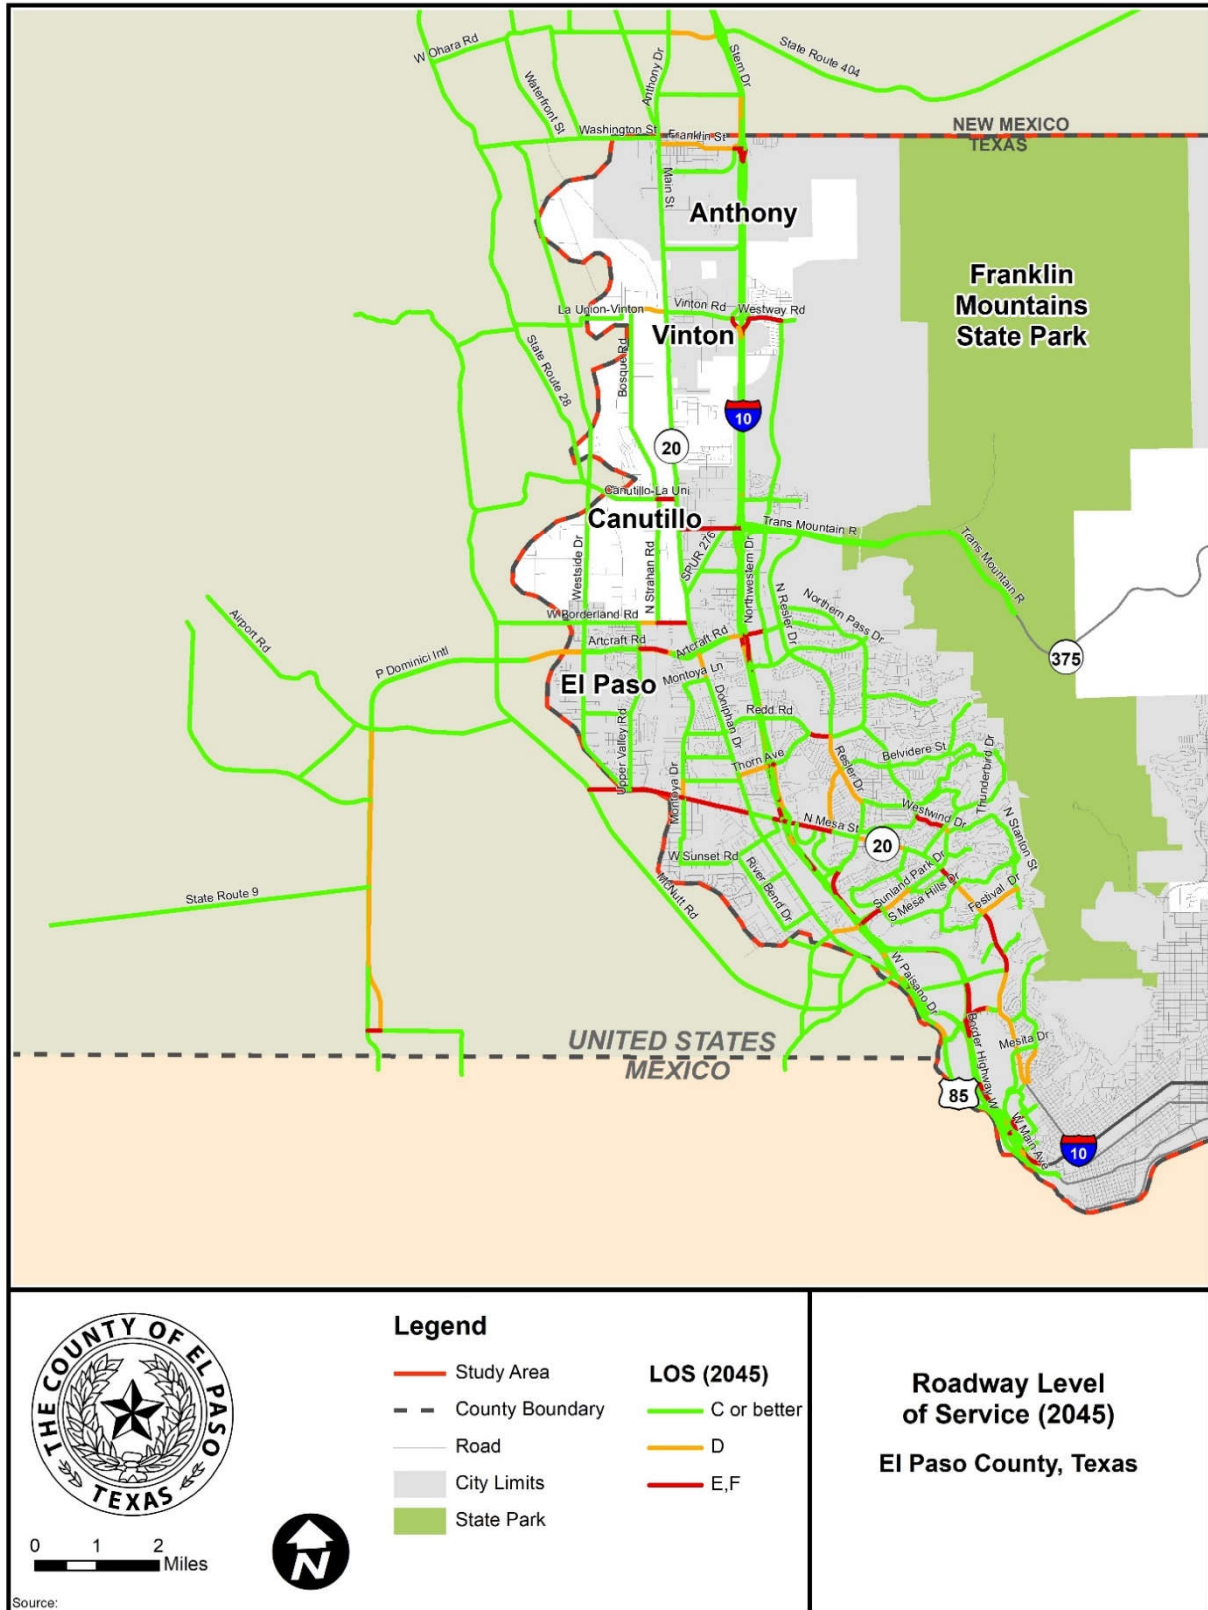 W Ohara Rd
Waterfront St
Anthony Dr
Stem Dr
State Route 404
Washington St
Franklin St
NEW MEXICO
TEXAS
Main St
Anthony
Franklin
Mountains
State Park
La Union-Vinton
Vinton Rd
Westway Rd
Vinton
Bosque Rd
State Route 28
10
20
Canutillo-La Uni
Canutillo
Trans Mountain R
Trans Mountain R
SPUR 276
Westside Dr
N Strahan Rd
Northwestern Dr
N Resler Dr
Northern Pass Dr
W Borderland Rd
Airport Rd
Artcraft Rd
Artcraft Rd
375
P Dominici Intl
El Paso
Montoya Ln
Doniphan Dr
Redd Rd
Upper Valley Rd
Belvidere St
Thorn Ave
Resler Dr
Thunderbird Dr
Montoya Dr
Westwind Dr
N Mesa St
N Stanton St
20
W Sunset Rd
Sunland Park Dr
S Mesa Hills Dr
Festival Dr
River Bend Dr
McNutt Rd
State Route 9
W Paisano Dr
Border Highway W
Mesita Dr
UNITED STATES
MEXICO
85
W Main Ave
10
THE COUNTY OF EL PASO
TEXAS
0 1 2
Miles
N
Source:
Legend
Study Area
County Boundary
Road
City Limits
State Park
LOS (2045)
C or better
D
E,F
Roadway Level
of Service (2045)
El Paso County, Texas